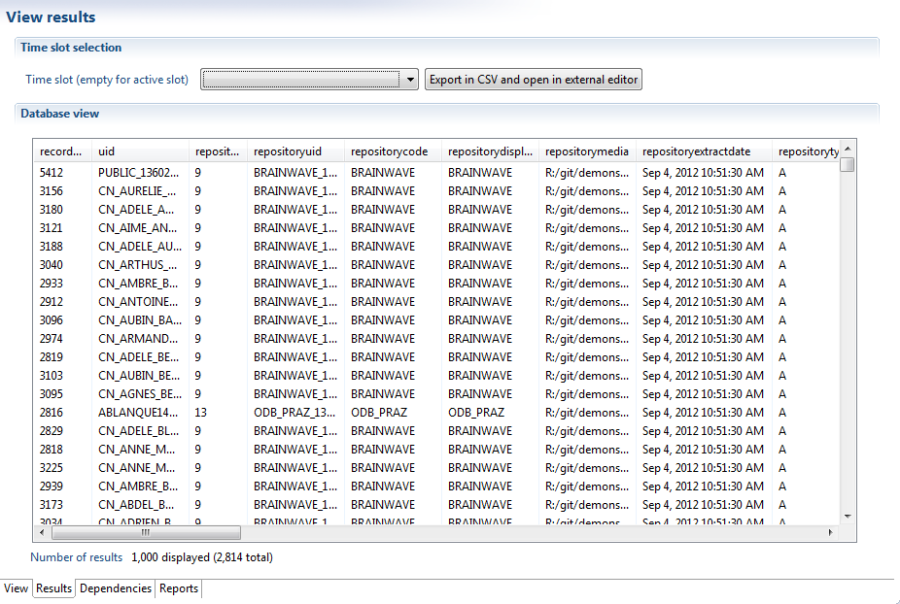 View results
Time slot selection
Time slot (empty for active slot) Export in CSV and open in external editor
Database view
record... uid reposit... repositoryuid repositorycode repositorydispl... repositorymedia repositoryextractdate repositoryty
5412 PUBLIC_13602... 9 BRAINWAVE_1... BRAINWAVE BRAINWAVE R:/git/demons... Sep 4, 2012 10:51:30 AM A
3156 CN_AURELIE_... 9 BRAINWAVE_1... BRAINWAVE BRAINWAVE R:/git/demons... Sep 4, 2012 10:51:30 AM A
3180 CN_ADELE_A... 9 BRAINWAVE_1... BRAINWAVE BRAINWAVE R:/git/demons... Sep 4, 2012 10:51:30 AM A
3121 CN_AIME_AN... 9 BRAINWAVE_1... BRAINWAVE BRAINWAVE R:/git/demons... Sep 4, 2012 10:51:30 AM A
3188 CN_ADELE_AU... 9 BRAINWAVE_1... BRAINWAVE BRAINWAVE R:/git/demons... Sep 4, 2012 10:51:30 AM A
3040 CN_ARTHUS_... 9 BRAINWAVE_1... BRAINWAVE BRAINWAVE R:/git/demons... Sep 4, 2012 10:51:30 AM A
2933 CN_AMBRE_B... 9 BRAINWAVE_1... BRAINWAVE BRAINWAVE R:/git/demons... Sep 4, 2012 10:51:30 AM A
2912 CN_ANTOINE... 9 BRAINWAVE_1... BRAINWAVE BRAINWAVE R:/git/demons... Sep 4, 2012 10:51:30 AM A
3096 CN_AUBIN_BA... 9 BRAINWAVE_1... BRAINWAVE BRAINWAVE R:/git/demons... Sep 4, 2012 10:51:30 AM A
2974 CN_ARMAND... 9 BRAINWAVE_1... BRAINWAVE BRAINWAVE R:/git/demons... Sep 4, 2012 10:51:30 AM A
2819 CN_ADELE_BE... 9 BRAINWAVE_1... BRAINWAVE BRAINWAVE R:/git/demons... Sep 4, 2012 10:51:30 AM A
3103 CN_AUBIN_BE... 9 BRAINWAVE_1... BRAINWAVE BRAINWAVE R:/git/demons... Sep 4, 2012 10:51:30 AM A
3095 CN_AGNES_BE... 9 BRAINWAVE_1... BRAINWAVE BRAINWAVE R:/git/demons... Sep 4, 2012 10:51:30 AM A
2816 ABLANQUE14... 13 ODB_PRAZ_13... ODB_PRAZ ODB_PRAZ R:/git/demons... Sep 4, 2012 10:51:30 AM A
2829 CN_ADELE_BL... 9 BRAINWAVE_1... BRAINWAVE BRAINWAVE R:/git/demons... Sep 4, 2012 10:51:30 AM A
2818 CN_ANNE_M... 9 BRAINWAVE_1... BRAINWAVE BRAINWAVE R:/git/demons... Sep 4, 2012 10:51:30 AM A
3225 CN_ANNE_M... 9 BRAINWAVE_1... BRAINWAVE BRAINWAVE R:/git/demons... Sep 4, 2012 10:51:30 AM A
2939 CN_AMBRE_B... 9 BRAINWAVE_1... BRAINWAVE BRAINWAVE R:/git/demons... Sep 4, 2012 10:51:30 AM A
3173 CN_ABDEL_B... 9 BRAINWAVE_1... BRAINWAVE BRAINWAVE R:/git/demons... Sep 4, 2012 10:51:30 AM A
3034 CN_ADRIEN_B... 9 BRAINWAVE_1... BRAINWAVE BRAINWAVE R:/git/demons... Sep 4, 2012 10:51:30 AM A
Number of results 1,000 displayed (2,814 total)
View Results Dependencies Reports